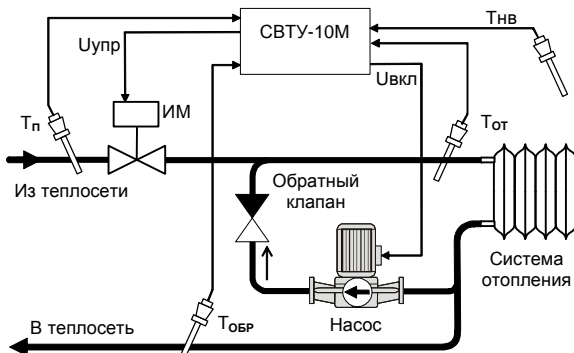 СВТУ-10М
Tнв
Uупр
Uвкл
Tп
ИМ
Tот
Из теплосети
Обратный
клапан
Система
отопления
В теплосеть
TОБР
Насос